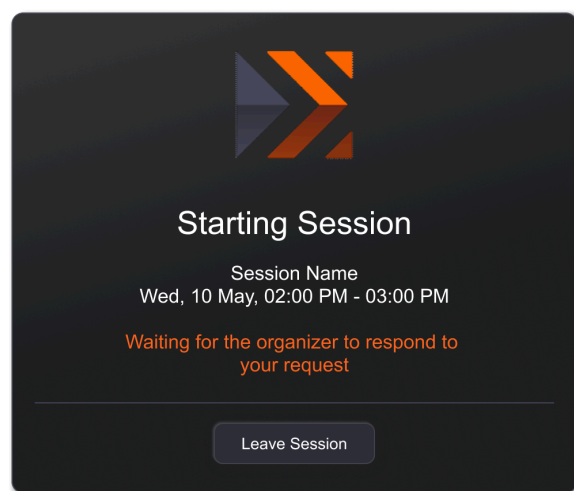 Starting Session
Session Name
Wed, 10 May, 02:00 PM - 03:00 PM
Waiting for the organizer to respond to
your request
Leave Session